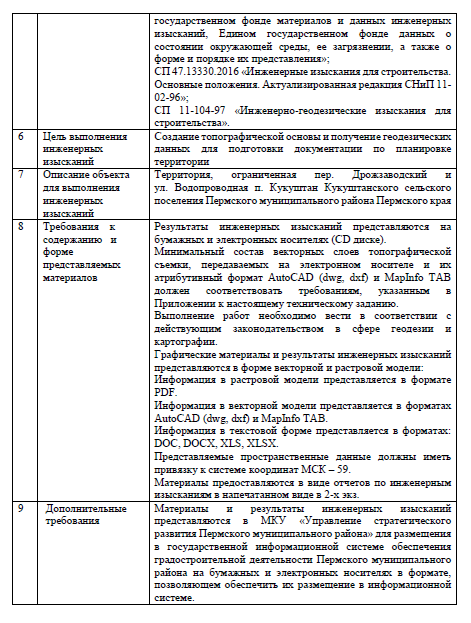 государственном фонде материалов и данных инженерных
изысканий, Едином государственном фонде данных о
состоянии окружающей среды, ее загрязнении, а также о
форме и порядке их представления»;
СП 47.13330.2016 «Инженерные изыскания для строительства.
Основные положения. Актуализированная редакция СНиП 11-
02-96»;
СП 11-104-97 «Инженерно-геодезические изыскания для
строительства».
6 Цель выполнения
инженерных
изысканий
Создание топографической основы и получение геодезических
данных для подготовки документации по планировке
территории
7 Описание объекта
для выполнения
инженерных
изысканий
Территория, ограниченная пер. Дрожзаводский и
ул. Водопроводная п. Кукуштан Кукуштанского сельского
поселения Пермского муниципального района Пермского края
8 Требования к
содержанию и
форме
представляемых
материалов
Результаты инженерных изысканий представляются на
бумажных и электронных носителях (CD диске).
Минимальный состав векторных слоев топографической
съемки, передаваемых на электронном носителе и их
атрибутивный формат AutoCAD (dwg, dxf) и MapInfo TAB
должен соответствовать требованиям, указанным в
Приложении к настоящему техническому заданию.
Выполнение работ необходимо вести в соответствии с
действующим законодательством в сфере геодезии и
картографии.
Графические материалы и результаты инженерных изысканий
представляются в форме векторной и растровой модели:
Информация в растровой модели представляется в формате
PDF.
Информация в векторной модели представляется в форматах
AutoCAD (dwg, dxf) и MapInfo TAB.
Информация в текстовой форме представляется в форматах:
DOC, DOCX, XLS, XLSX.
Представляемые пространственные данные должны иметь
привязку к системе координат МСК – 59.
Материалы предоставляются в виде отчетов по инженерным
изысканиям в напечатанном виде в 2-х экз.
9 Дополнительные
требования
Материалы и результаты инженерных изысканий
представляются в МКУ «Управление стратегического
развития Пермского муниципального района» для размещения
в государственной информационной системе обеспечения
градостроительной деятельности Пермского муниципального
района на бумажных и электронных носителях в формате,
позволяющем обеспечить их размещение в информационной
системе.